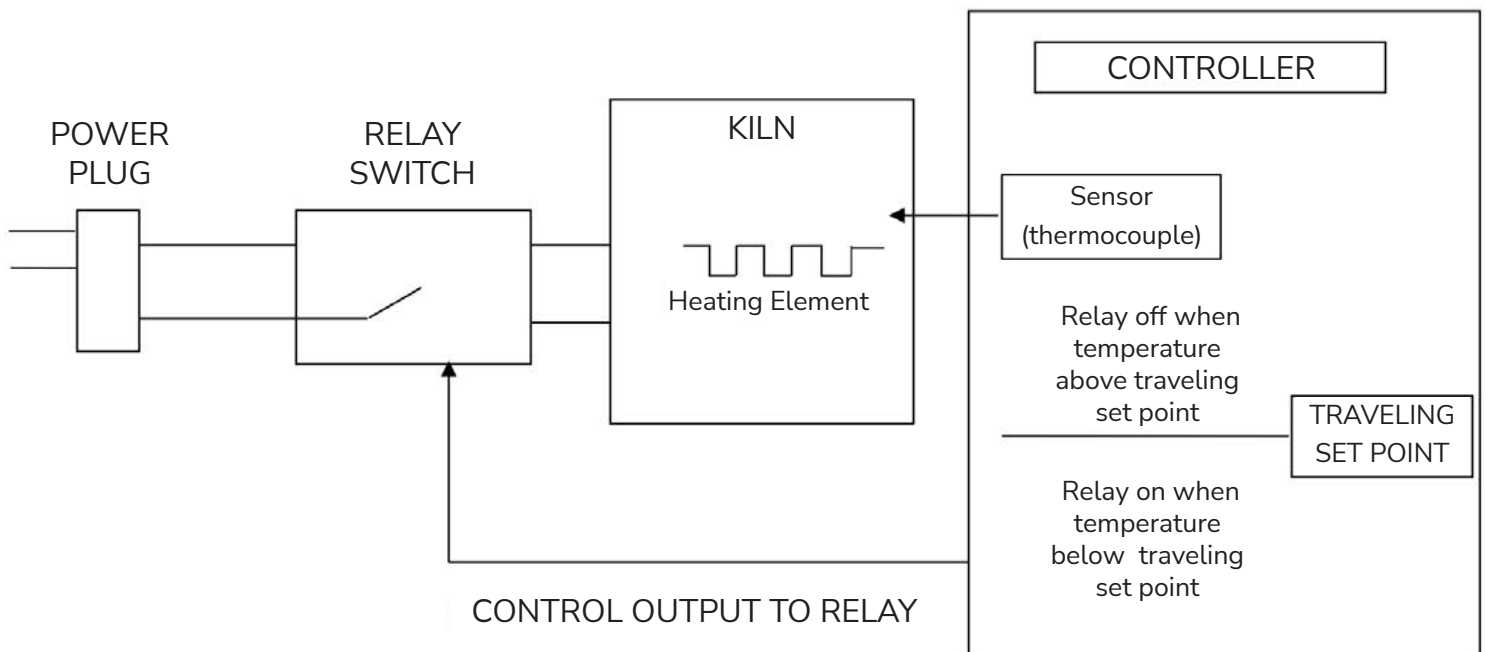 CONTROLLER
POWER
PLUG
RELAY
SWITCH
KILN
Sensor
(thermocouple)
Heating Element
Relay off when
temperature
above traveling
set point
TRAVELING
SET POINT
Relay on when
temperature
below traveling
set point
CONTROL OUTPUT TO RELAY